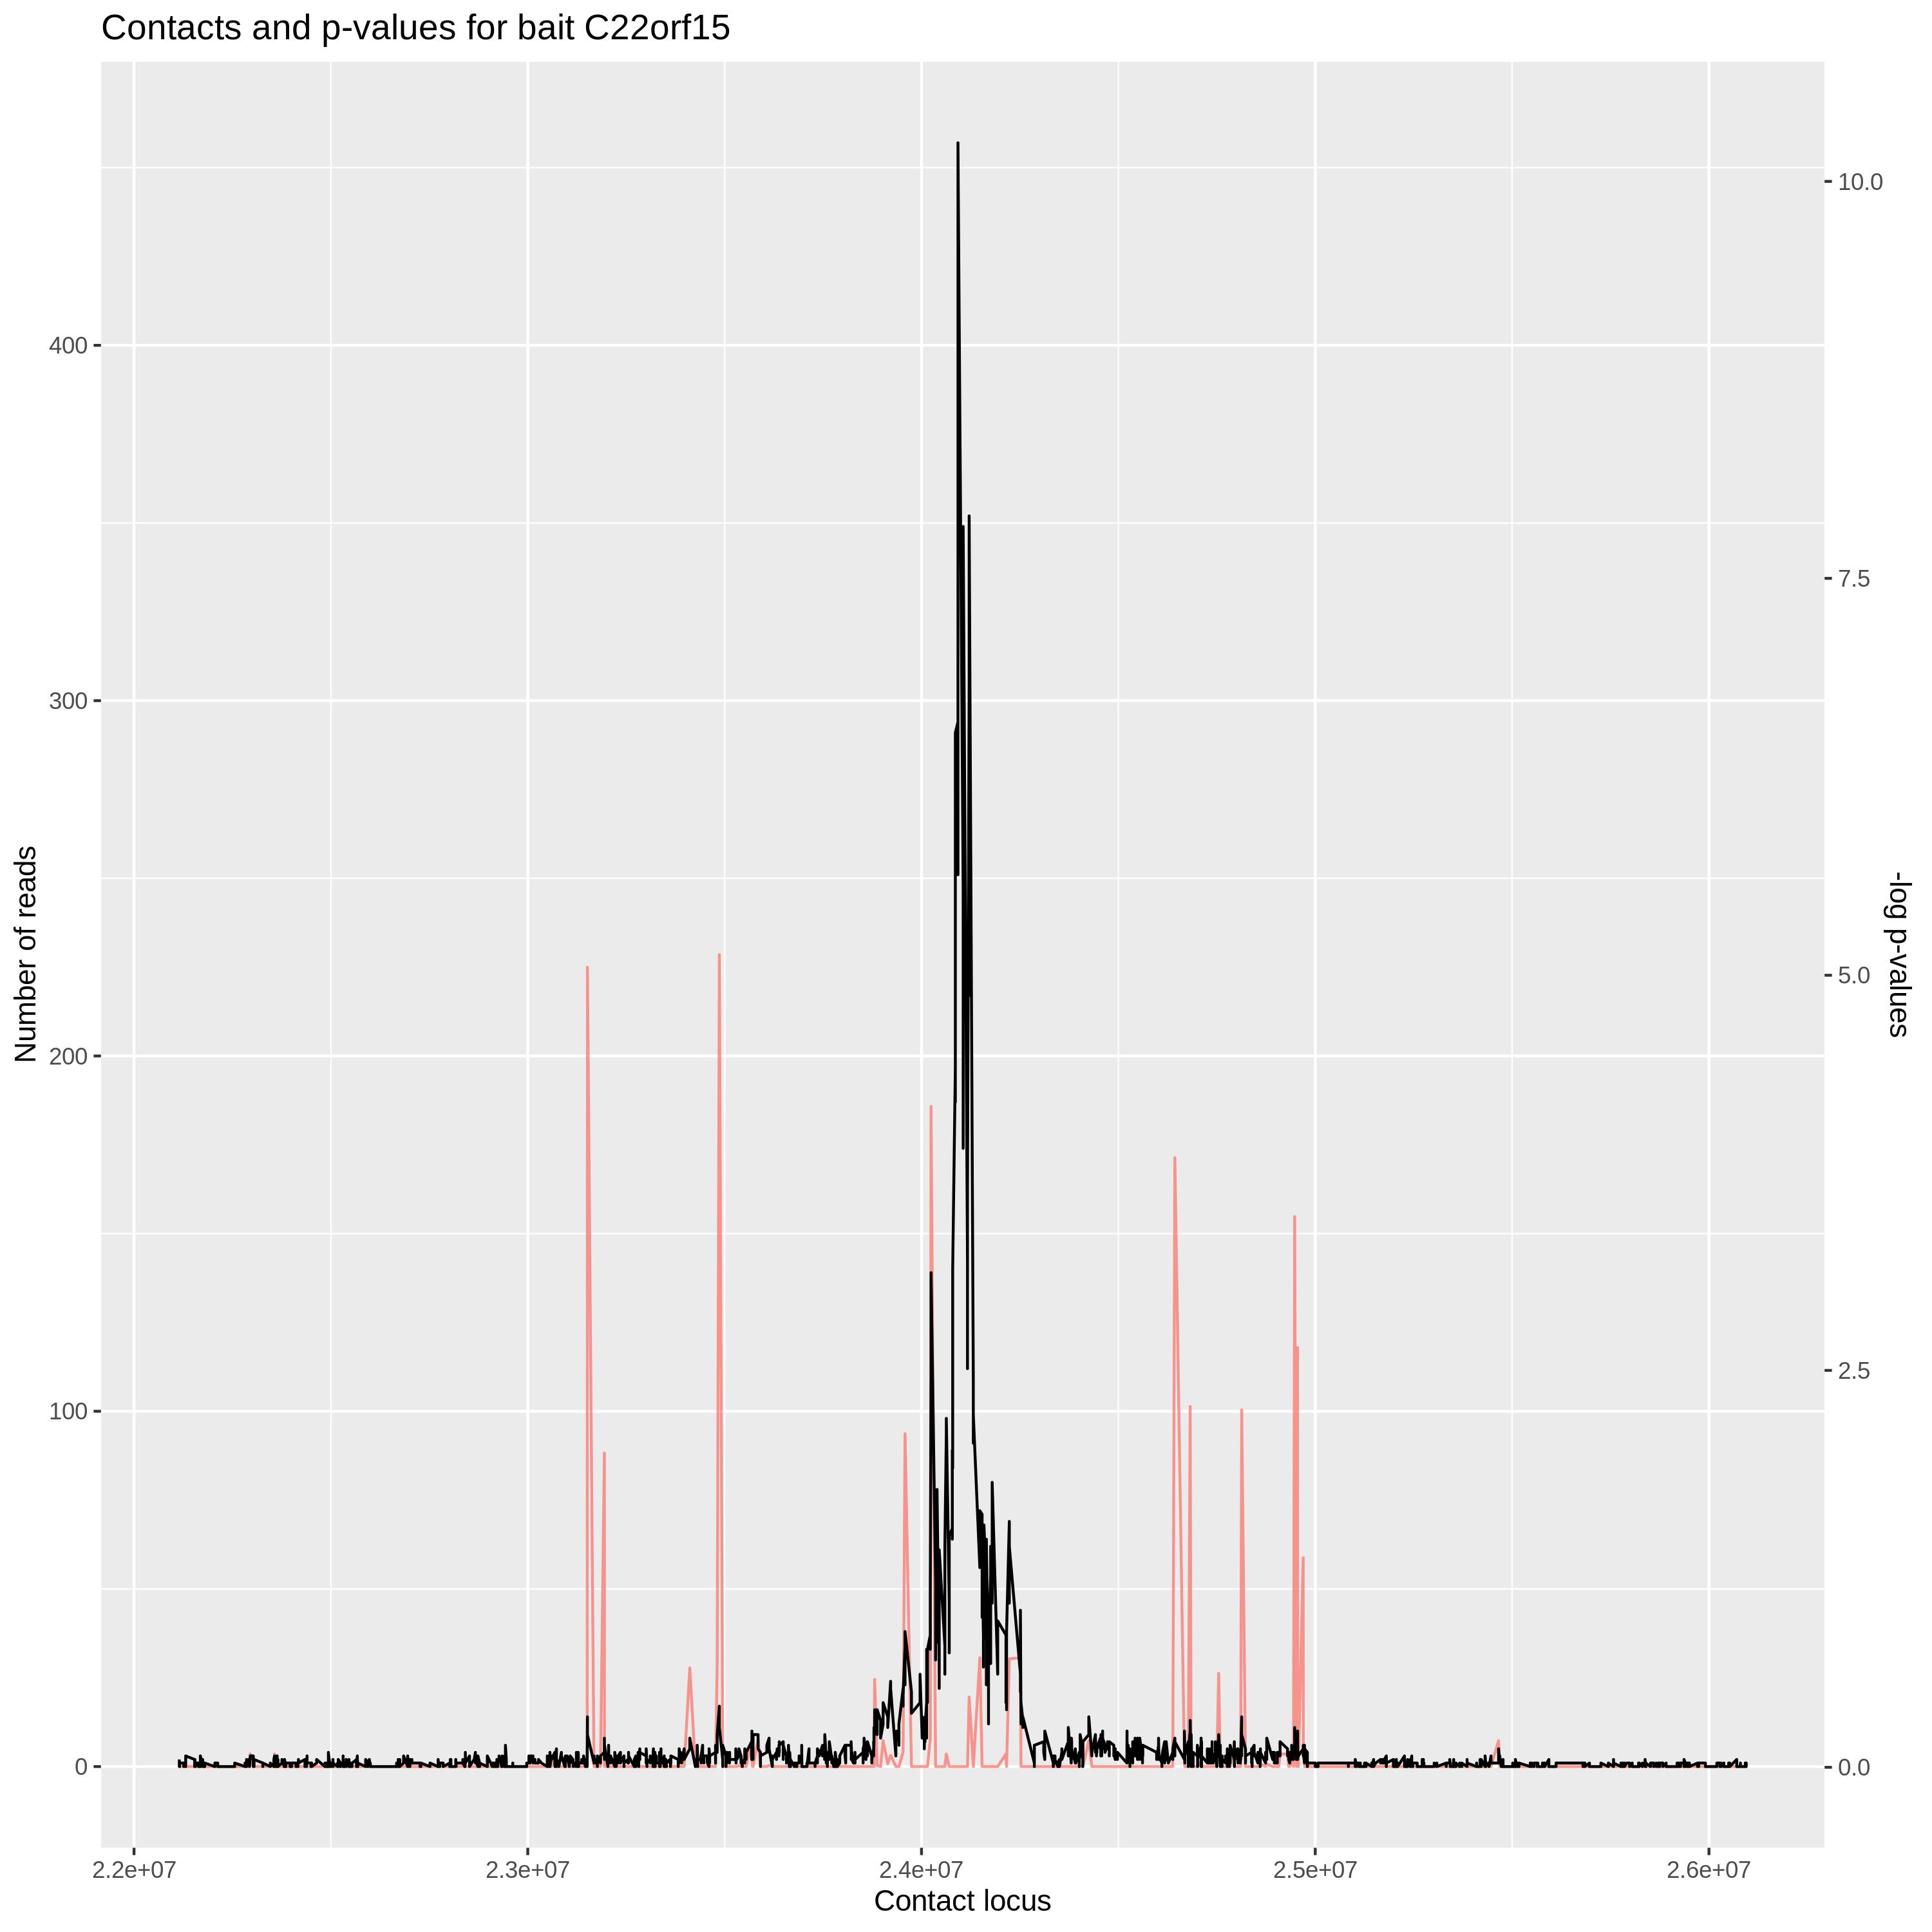 Contacts and p-values for bait C22orf15
400
300
200
100
0
Number of reads
10.0
7.5
5.0
2.5
0.0
-log p-values
2.2e+07
2.3e+07
2.4e+07
2.5e+07
2.6e+07
Contact locus